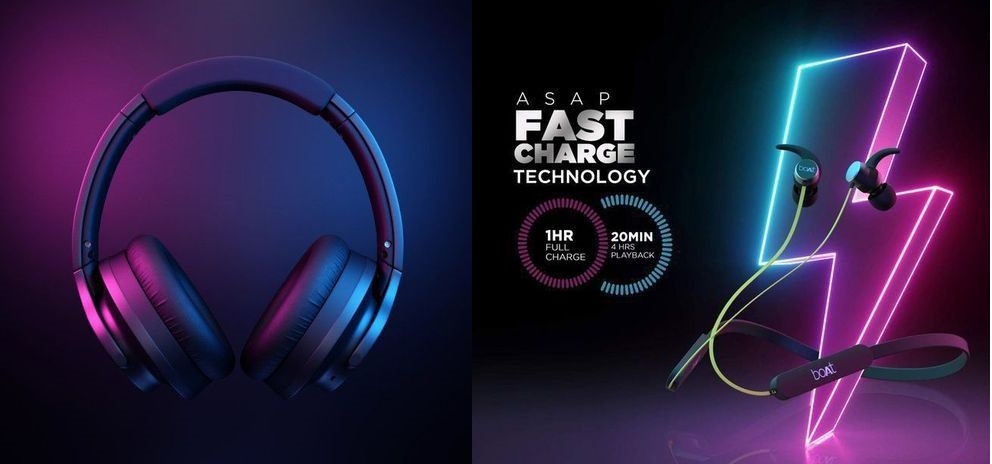 ASAP
FAST
CHARGE
TECHNOLOGY
1HR
FULL
CHARGE
20MIN
4 HRS
PLAYBACK
boAt
boAt